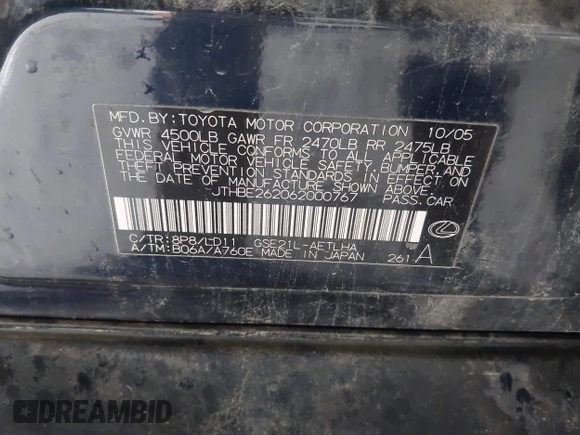 MFD.BY:TOYOTA MOTOR CORPORATION 10/05
GVWR 4500LB GAWR FR 2470LB RR 2475LB
THIS VEHICLE CONFORMS TO ALL APPLICABLE
FEDERAL MOTOR VEHICLE SAFETY, BUMPER, AND
THEFT PREVENTION STANDARDS IN EFFECT ON
THE DATE OF MANUFACTURE SHOWN ABOVE.
JTHBE262062000767 PASS.CAR
C/TR:8P8/LD11 GSE21L-AETLHA
A/TM:B06A/A760E MADE IN JAPAN 261 A
DREAMBID